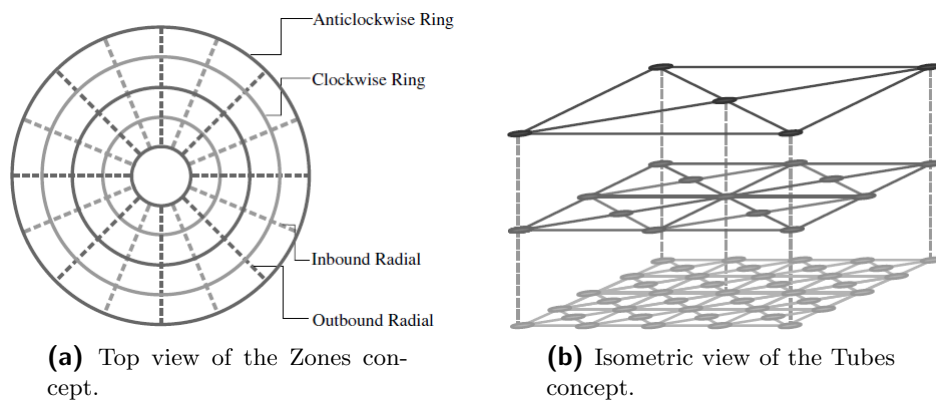 Anticlockwise Ring
Clockwise Ring
Inbound Radial
Outbound Radial
(a) Top view of the Zones con-
cept.
(b) Isometric view of the Tubes
concept.